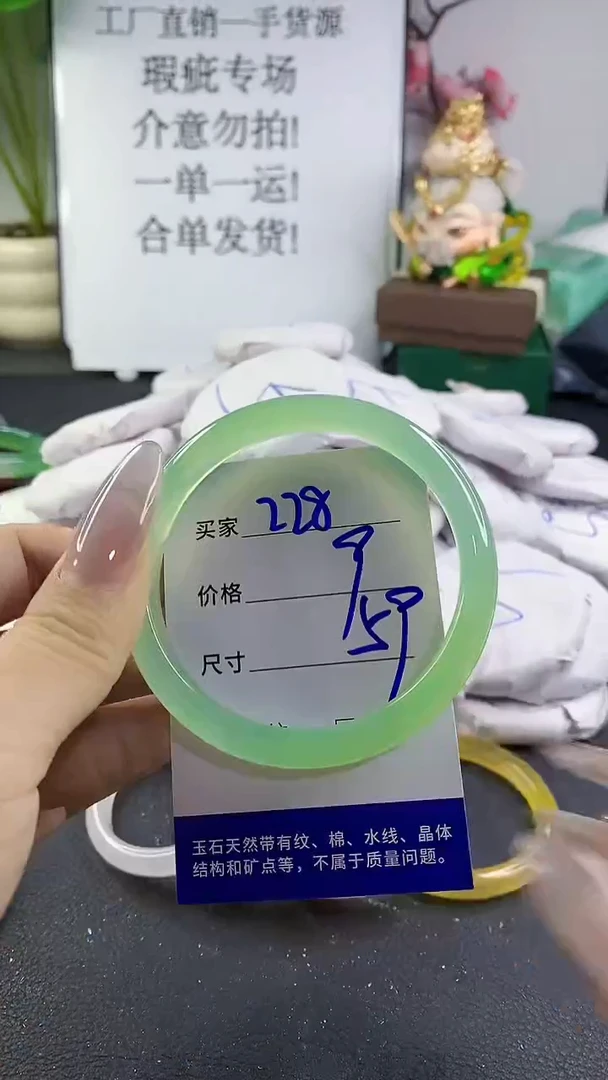 工厂直销一手货源
瑕疵专场
介意勿拍!
一单一运!
合单发货!
买家 228
价格 9
尺寸 59
玉石天然带有纹、棉、水线、晶体
结构和矿点等，不属于质量问题。